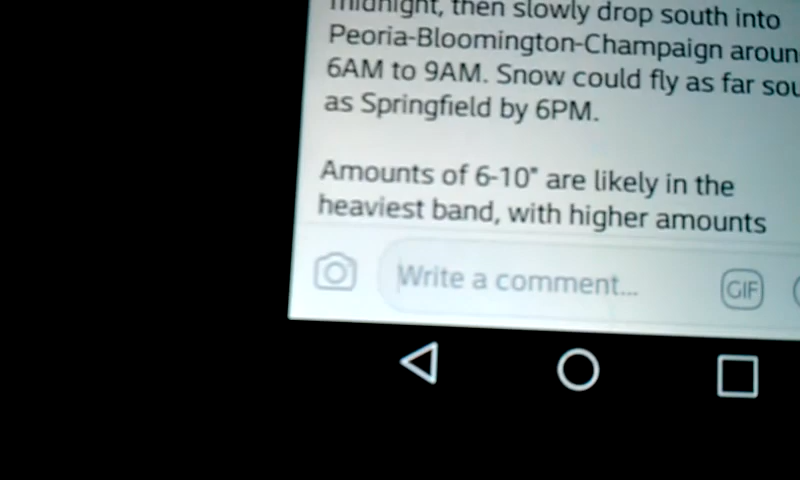 midnight, then slowly drop south into
Peoria-Bloomington-Champaign
6AM to 9AM. Snow could fly as far
as Springfield by 6PM.
Amounts of 6-10" are likely in the
heaviest band, with higher amounts
Write a comment...
GIF